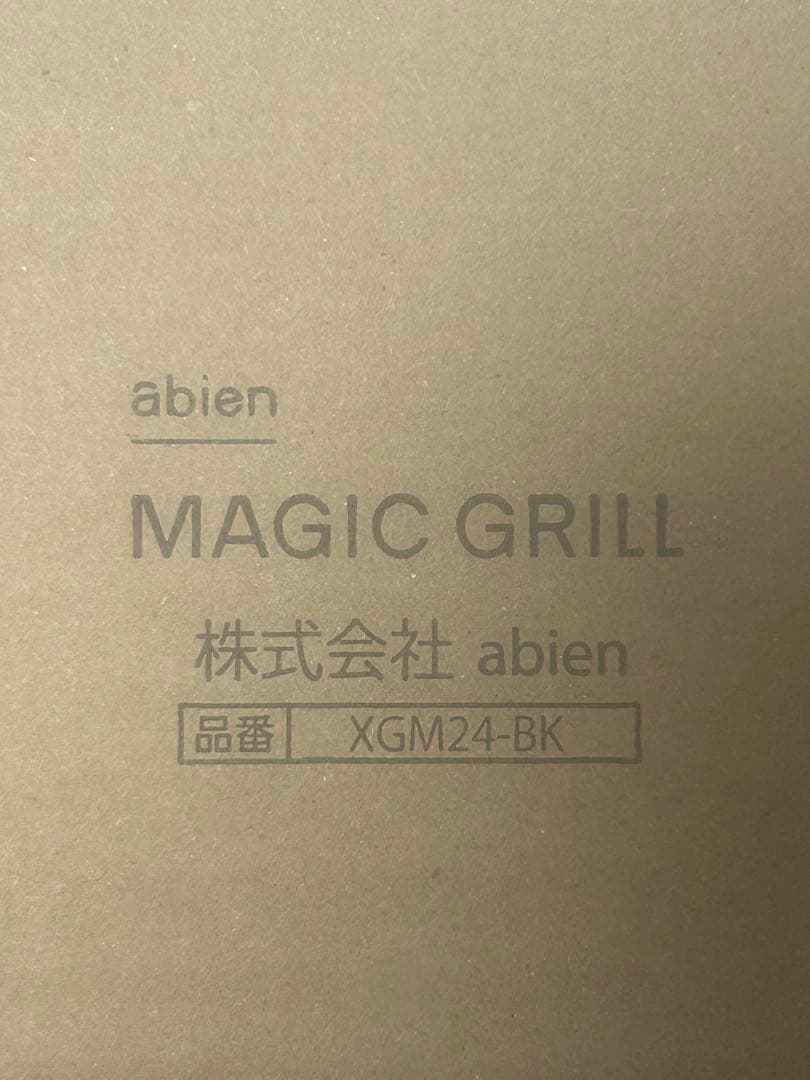 abien
MAGIC GRILL
株式会社 abien
品番 XGM24-BK